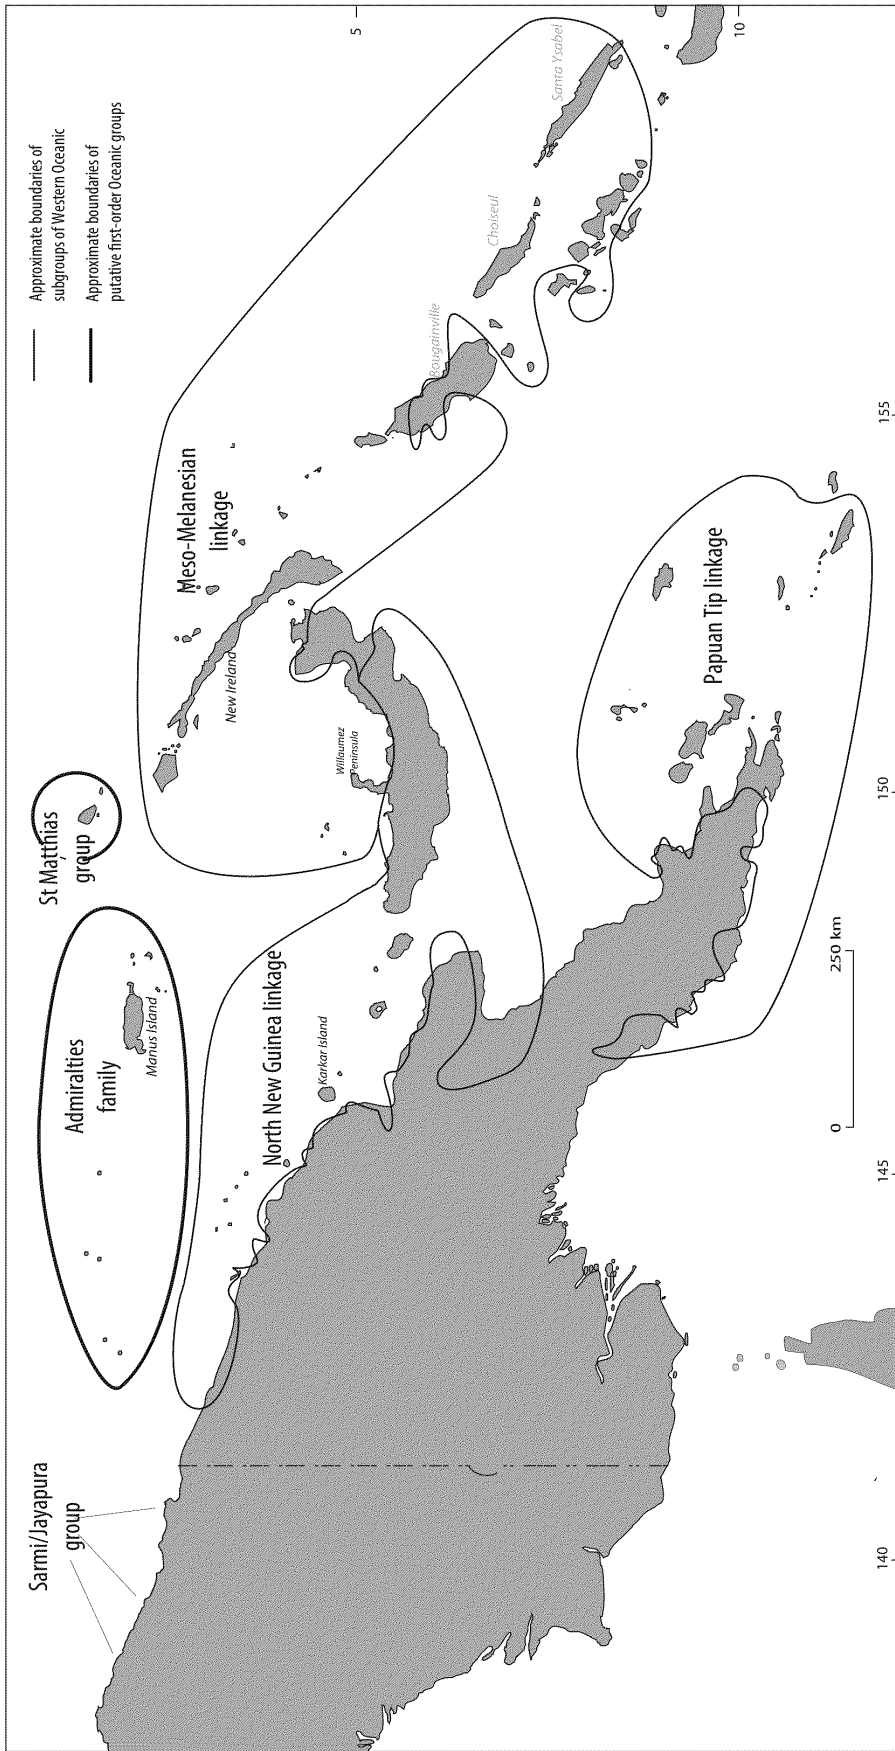 Approximate boundaries of
subgroups of Western Oceanic
Approximate boundaries of
putative first-order Oceanic groups
Sarmi/Jayapura
group
Admiralties
family
Manus Island
St Matthias
group
Meso-Melanesian
linkage
New Ireland
Willaumez
Peninsula
North New Guinea linkage
Karkar Island
Bougainville
Choiseul
Santa Ysabel
Papuan Tip linkage
0
250 km
140
145
150
155
5
10